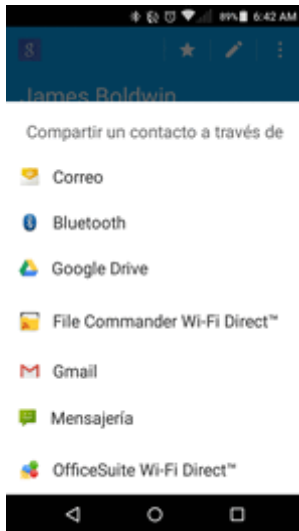 89% 6:42 AM
8
James Boldwin
Compartir un contacto a través de
Correo
Bluetooth
Google Drive
File Commander Wi-Fi Direct™
Gmail
Mensajería
OfficeSuite Wi-Fi Direct™